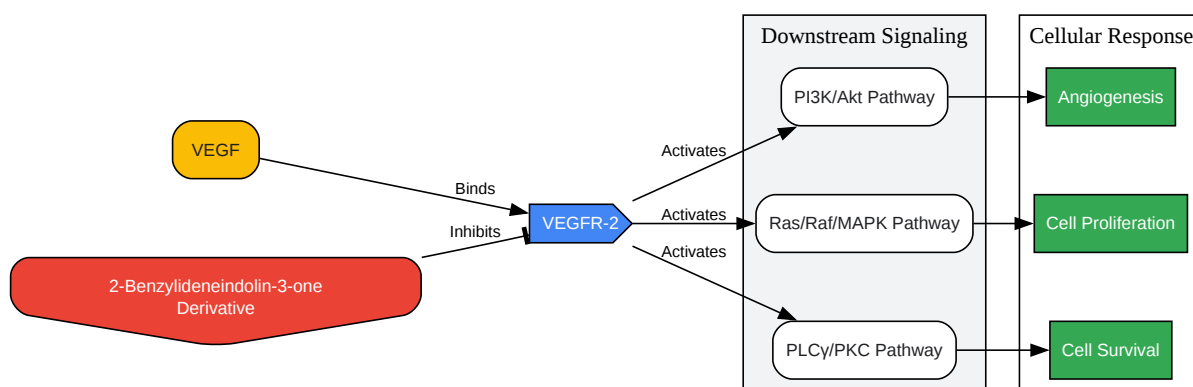 Downstream Signaling
Cellular Response
PI3K/Akt Pathway
Angiogenesis
VEGF
Activates
Binds
VEGFR-2
Activates
Ras/Raf/MAPK Pathway
Cell Proliferation
Inhibits
Activates
2-Benzylideneindolin-3-one
Derivative
PLCγ/PKC Pathway
Cell Survival